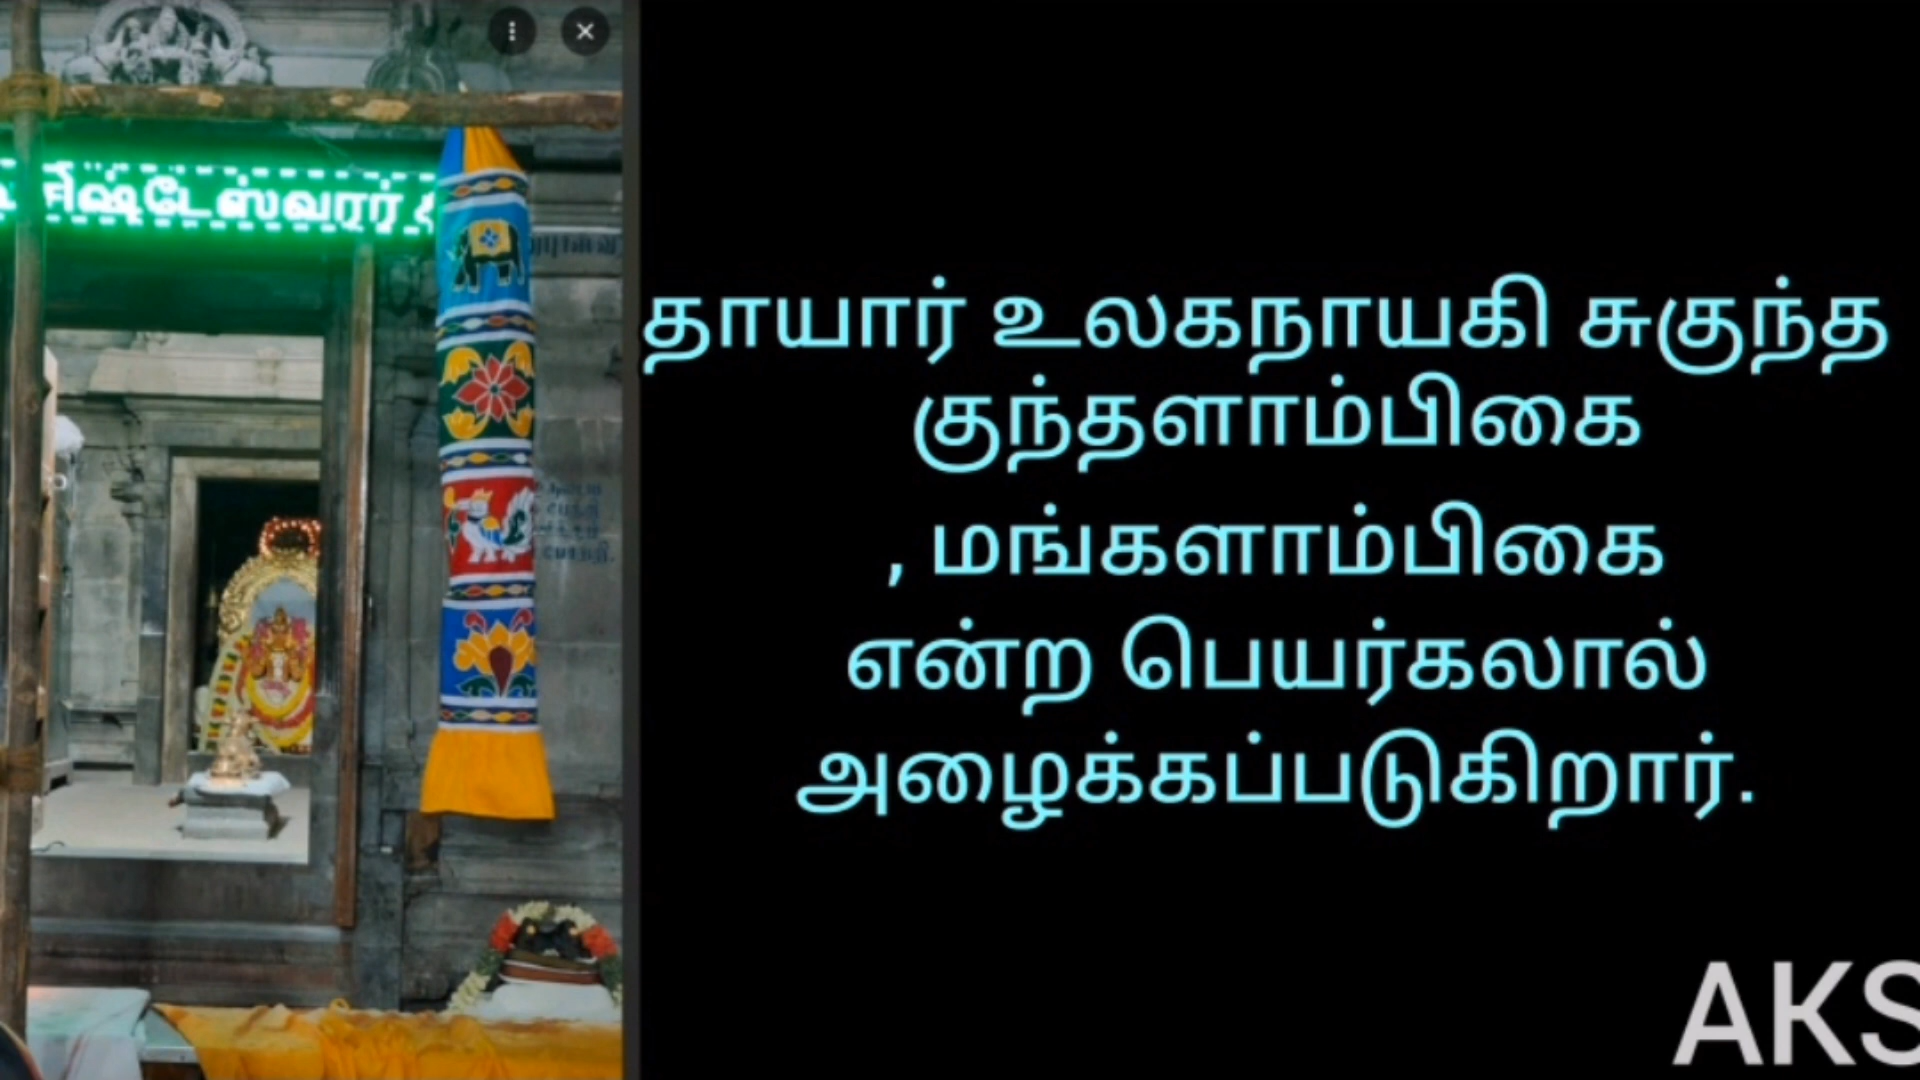 சிஷ்டேஸ்வரர்
தாயார் உலகநாயகி சுகுந்த
குந்தளாம்பிகை
, மங்களாம்பிகை
என்ற பெயர்கலால்
அழைக்கப்படுகிறார்.
AKS